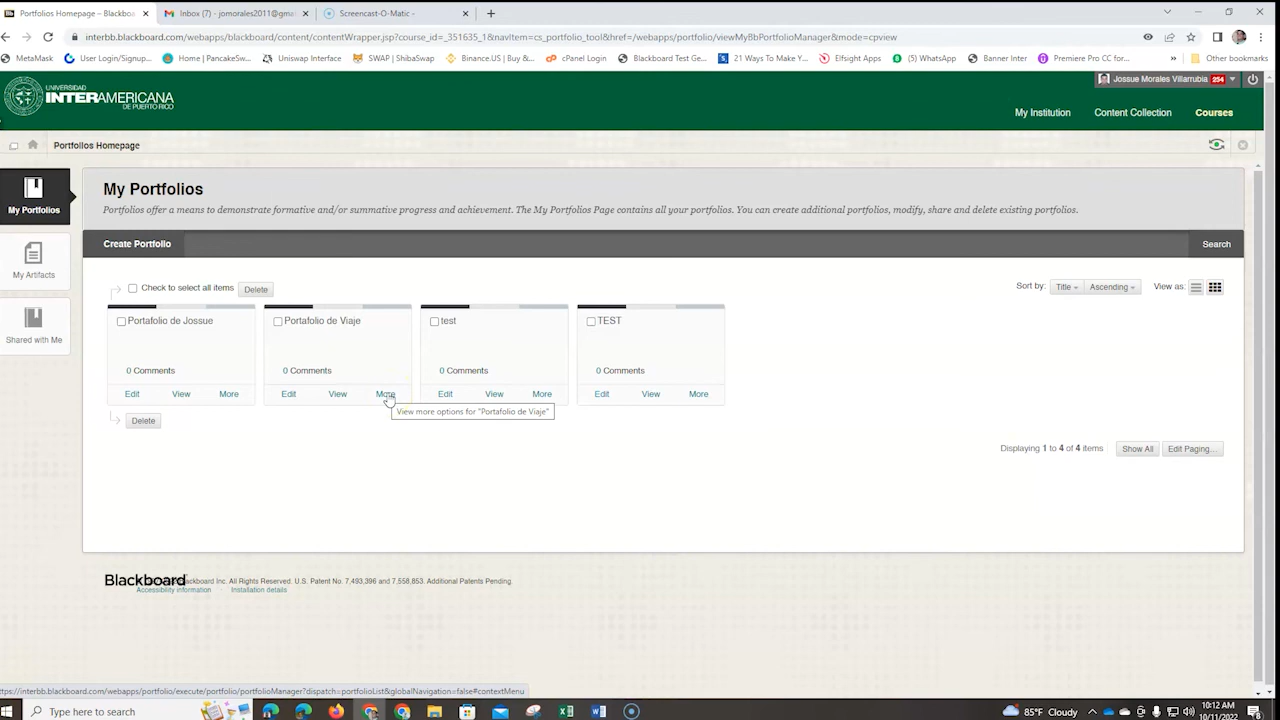 Portfolios Homepage – Blackboa
Inbox (7) - jomorales2011@gma
Screencast-O-Matic -
interbb.blackboard.com/webapps/blackboard/content/contentWrapper.jsp?course_id=_351635_1&navItem=cs_portfolio_tool&href=/webapps/portfolio/viewMyBbPortfolioManager&mode=cpview
MetaMask
User Login/Signup...
Home | PancakeSw...
Uniswap Interface
SWAP | ShibaSwap
Binance.US | Buy &...
cPanel Login
Blackboard Test Ge...
21 Ways To Make Y...
Elfsight Apps
(5) WhatsApp
Banner Inter
Premiere Pro CC for...
»
Other bookmarks
Jossue Morales Villarrubia 254
UNIVERSIDAD
INTERAMERICANA
DE PUERTO RICO
My Institution
Content Collection
Courses
Portfolios Homepage
My Portfolios
My Artifacts
Shared with Me
My Portfolios
Portfolios offer a means to demonstrate formative and/or summative progress and achievement. The My Portfolios Page contains all your portfolios. You can create additional portfolios, modify, share and delete existing portfolios.
Create Portfolio
Search
Check to select all items
Delete
Sort by:
Title
Ascending
View as:
Portafolio de Jossue
0 Comments
Edit View More
Portafolio de Viaje
0 Comments
Edit View More
test
0 Comments
Edit View More
TEST
0 Comments
Edit View More
View more options for "Portafolio de Viaje"
Delete
Displaying 1 to 4 of 4 items
Show All
Edit Paging...
Blackboard
Blackboard Inc. All Rights Reserved. U.S. Patent No. 7,493,396 and 7,558,853. Additional Patents Pending.
Accessibility information
Installation details
https://interbb.blackboard.com/webapps/portfolio/execute/portfolio/portfolioManager?dispatch=portfolioList&globalNavigation=false#contextMenu
Type here to search
85°F Cloudy
10:12 AM
10/11/2022